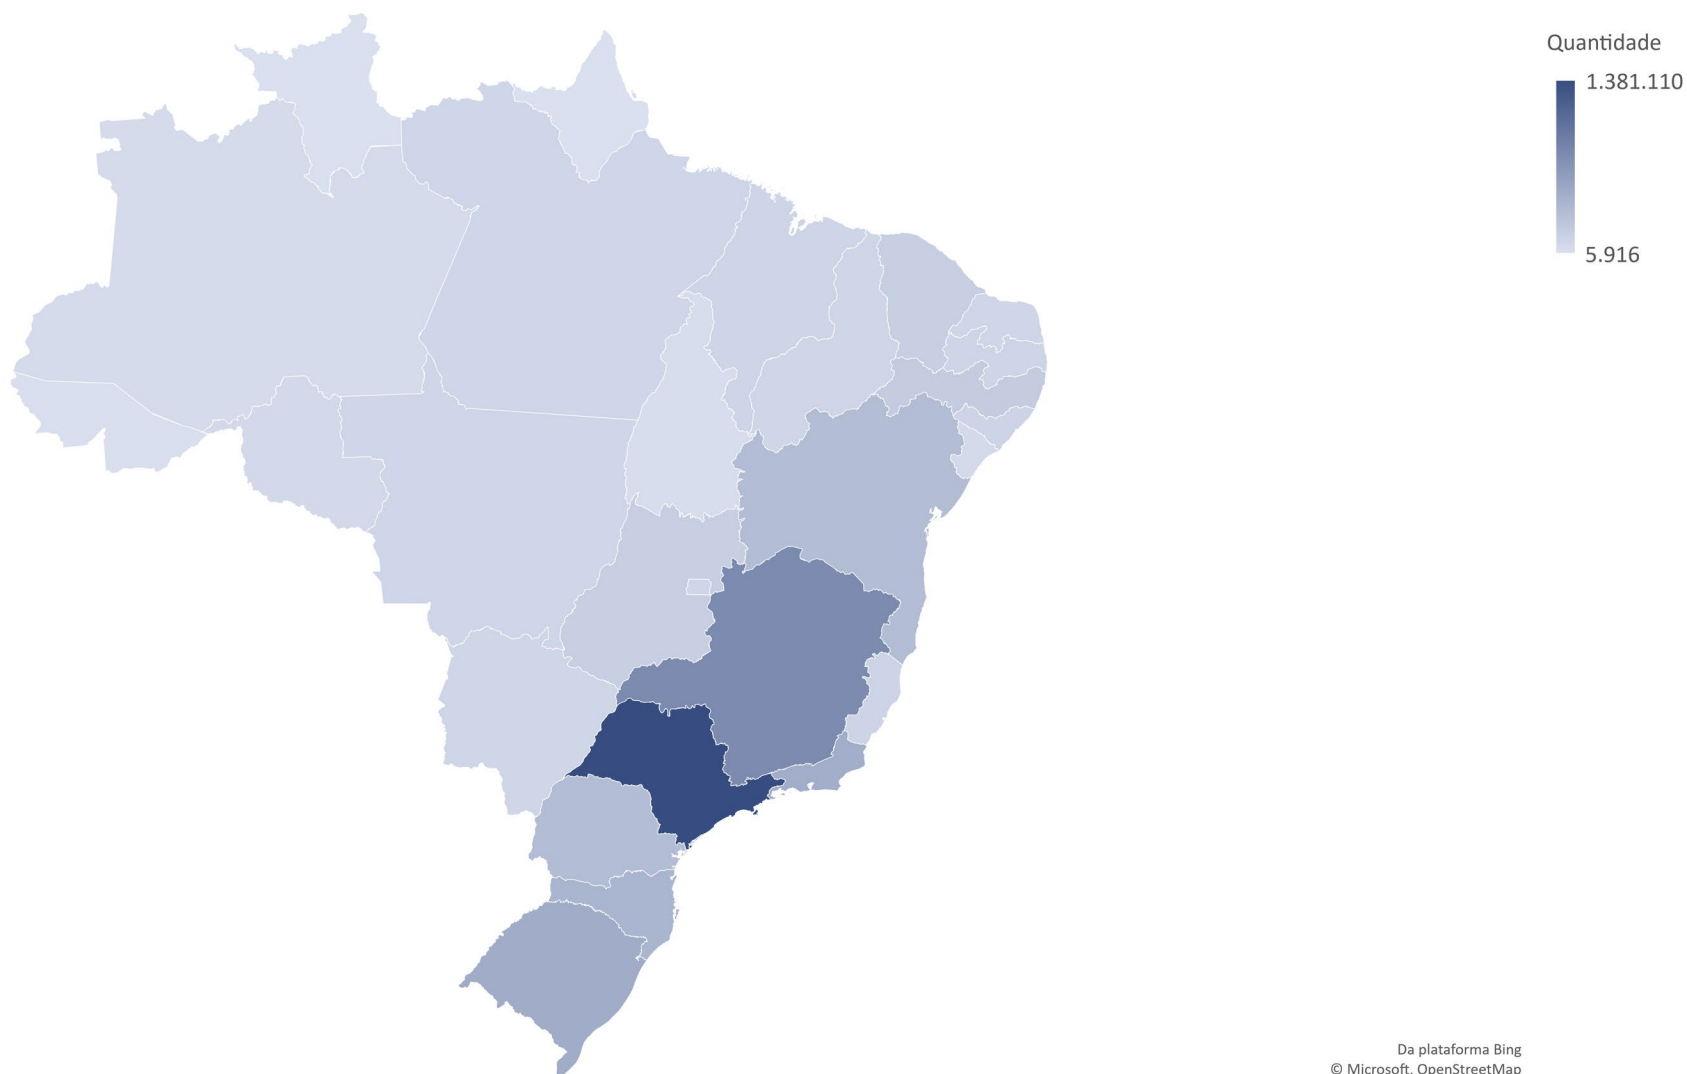 Quantidade
1.381.110
5.916
Da plataforma Bing
© Microsoft, OpenStreetMap